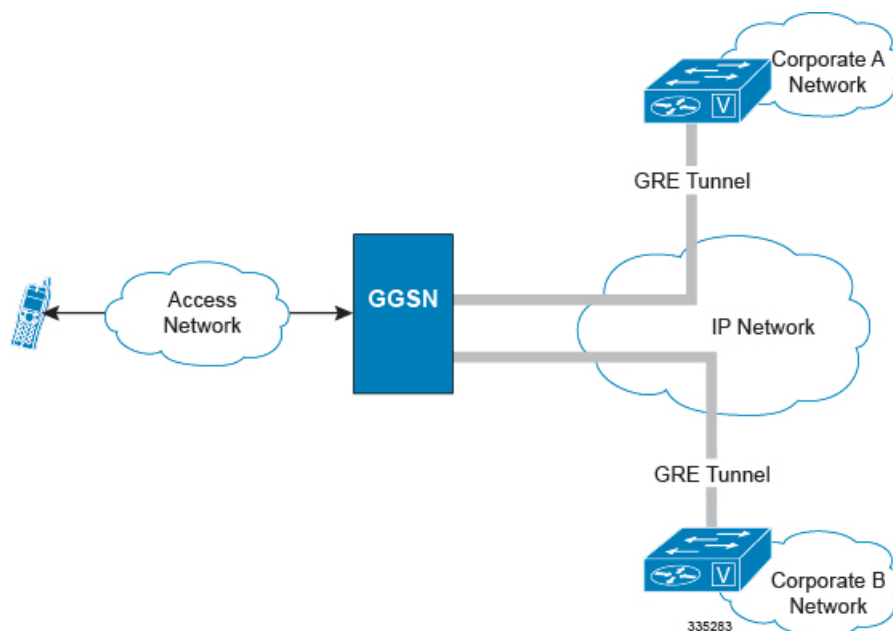 Corporate A
Network
V
GRE Tunnel
Access
Network
GGSN
IP Network
GRE Tunnel
V
Corporate B
Network
335283